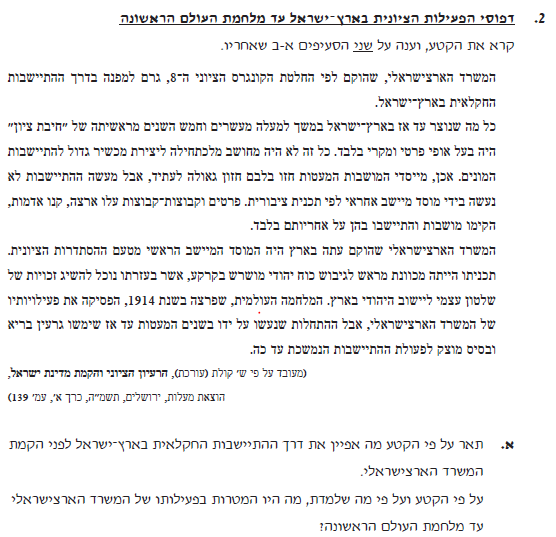 2. דפוסי הפעילות הציונית בארץ־ישראל עד מלחמת העולם הראשונה
קרא את הקטע, וענה על שני הסעיפים א-ב שאחריו.
המשרד הארצישראלי, שהוקם לפי החלטת הקונגרס הציוני ה־8, גרם למפנה בדרך ההתיישבות
החקלאית בארץ־ישראל.
כל מה שנוצר עד אז בארץ־ישראל במשך למעלה מעשרים וחמש השנים מראשיתה של "חיבת ציון"
היה בעל אופי פרטי ומקרי בלבד. כל זה לא היה מחושב מלכתחילה ליצירת מכשיר גדול להתיישבות
המונים. אכן, מייסדי המושבות המעטות חזו בלבם חזון גאולה לעתיד, אבל מעשה ההתיישבות לא
נעשה בידי מוסד מיישב אחראי לפי תכנית ציבורית. פרטים וקבוצות־קבוצות עלו ארצה, קנו אדמות,
הקימו מושבות והתיישבו בהן על אחריותם בלבד.
המשרד הארצישראלי שהוקם עתה בארץ היה המוסד המיישב הראשי מטעם ההסתדרות הציונית.
תכניתו הייתה מכוונת מראש לגיבוש כוח יהודי מושרש בקרקע, אשר בעזרתו נוכל להשיג זכויות של
שלטון עצמי ליישוב היהודי בארץ. המלחמה העולמית, שפרצה בשנת 1914, הפסיקה את פעילויותיו
של המשרד הארצישראלי, אבל ההתחלות שנעשו על ידו בשנים המעטות עד אז שימשו גרעין בריא
ובסיס מוצק לפעולת ההתיישבות הנמשכת עד כה.
(מעובד על פי ש' קולת (עורכת), הרעיון הציוני והקמת מדינת ישראל,
הוצאת מעלות, ירושלים, תשמ"ה, כרך א', עמ' 139)
א. תאר על פי הקטע מה אפיין את דרך ההתיישבות החקלאית בארץ־ישראל לפני הקמת
המשרד הארצישראלי.
על פי הקטע ועל פי מה שלמדת, מה היו המטרות בפעילותו של המשרד הארצישראלי
עד מלחמת העולם הראשונה?